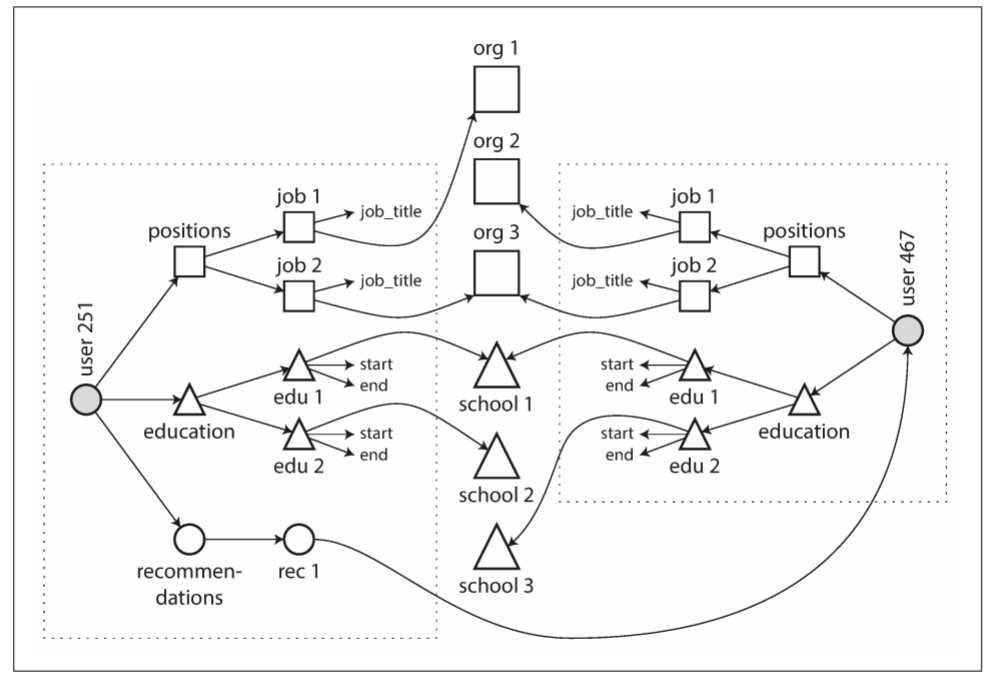 org 1
org 2
org 3
user 251
positions
job 1
job_title
job 2
job_title
education
edu 1
start
end
edu 2
start
end
recommen-
dations
rec 1
school 1
school 2
school 3
job 1
job_title
job 2
job_title
positions
user 467
start
end
edu 1
start
end
edu 2
education